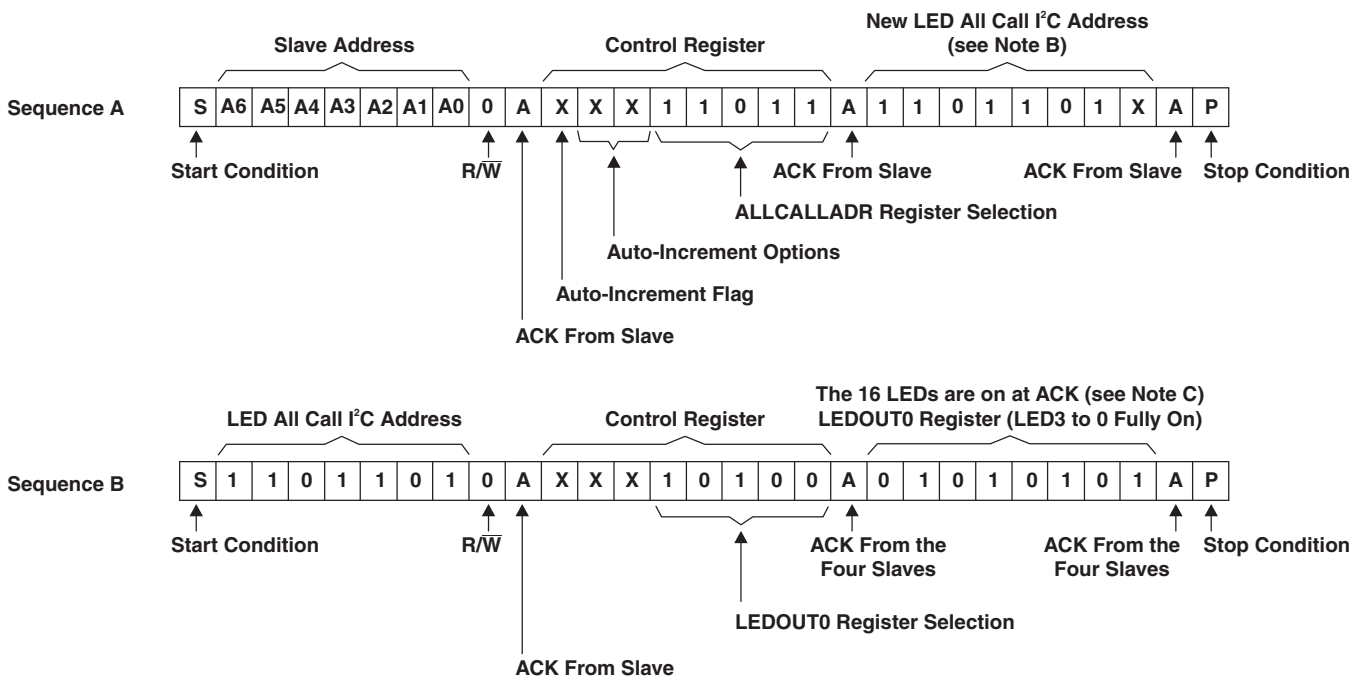 New LED All Call I²C Address
Slave Address Control Register (see Note B)
Sequence A S A6 A5 A4 A3 A2 A1 A0 0 A X X X 1 1 0 1 1 A 1 1 0 1 1 0 1 X A P
Start Condition R/W̅ ACK From Slave ACK From Slave Stop Condition
ALLCALLADR Register Selection
Auto-Increment Options
Auto-Increment Flag
ACK From Slave
The 16 LEDs are on at ACK (see Note C)
LED All Call I²C Address Control Register LEDOUT0 Register (LED3 to 0 Fully On)
Sequence B S 1 1 0 1 1 0 1 0 A X X X 1 0 1 0 0 A 0 1 0 1 0 1 0 1 A P
Start Condition R/W̅ ACK From the ACK From the Stop Condition
Four Slaves Four Slaves
LEDOUT0 Register Selection
ACK From Slave